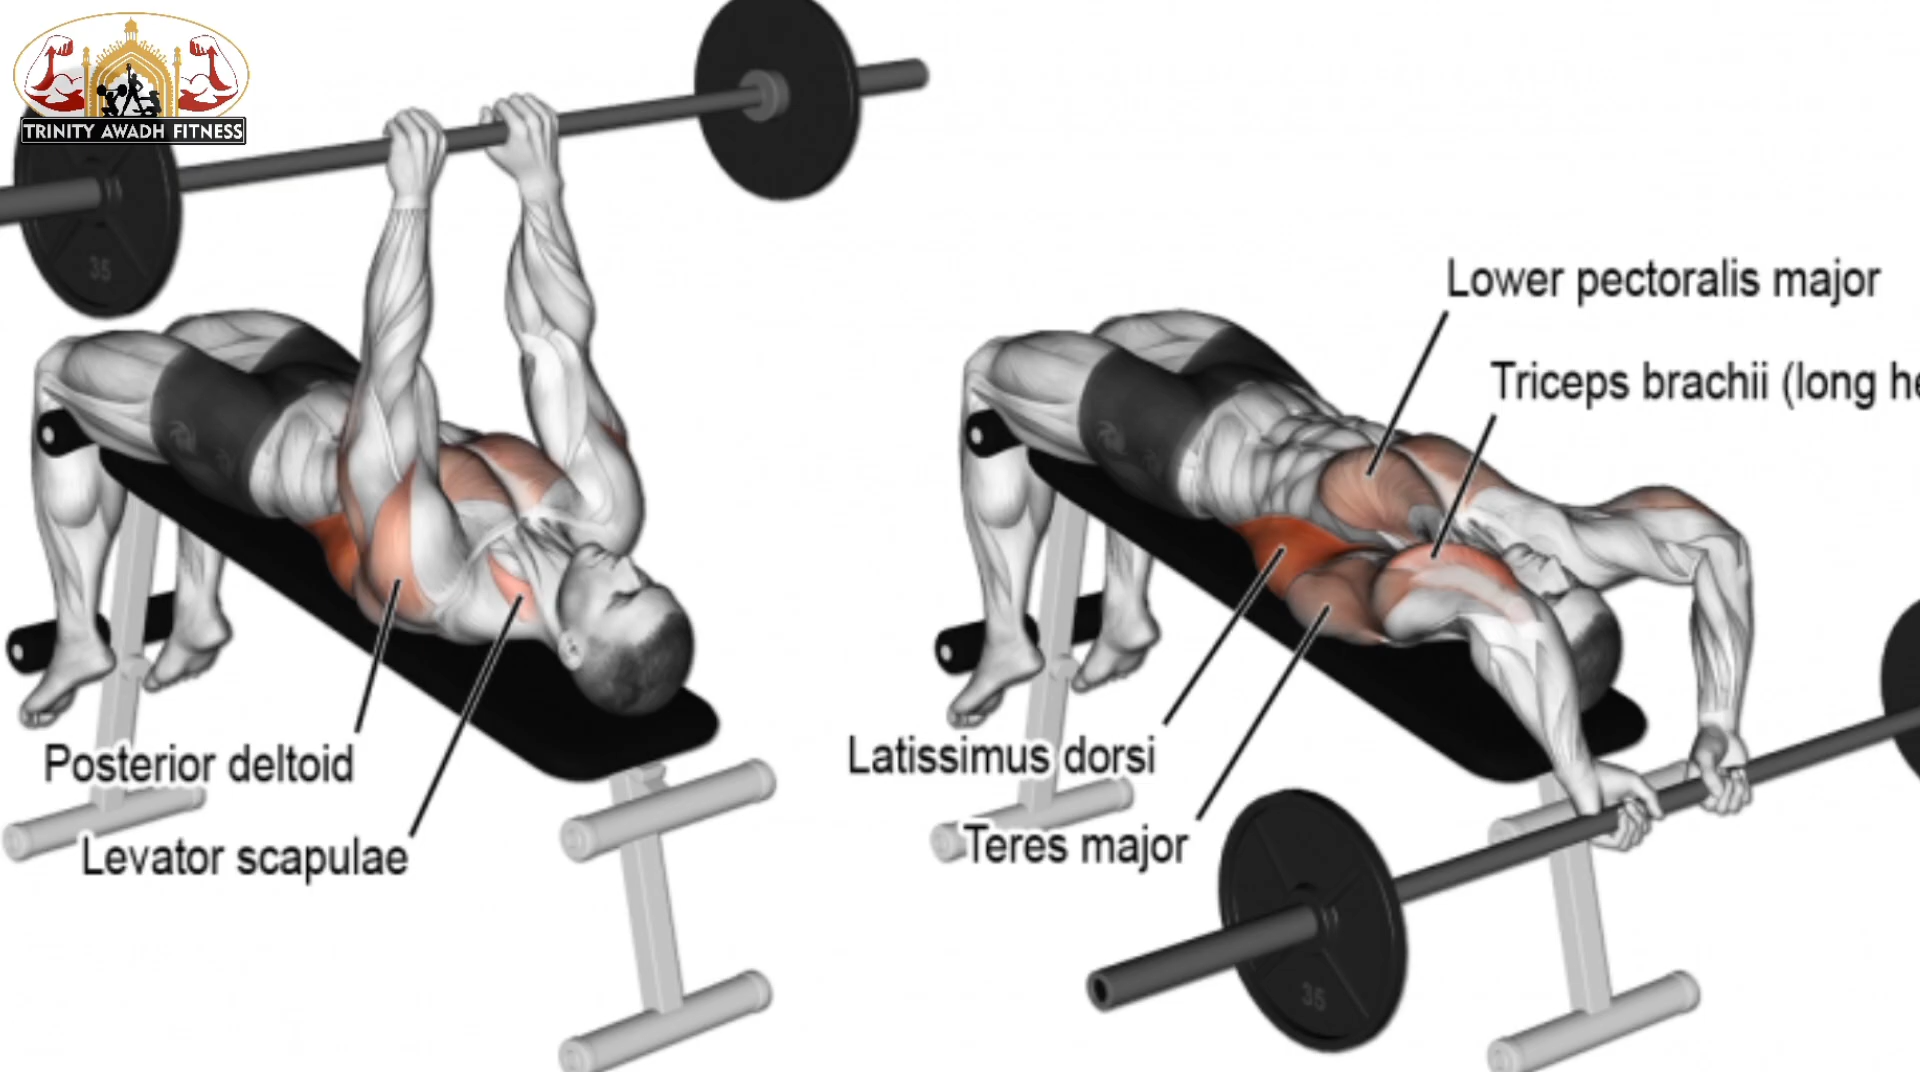 TRINITY AWADH FITNESS
35
Lower pectoralis major
Triceps brachii (long he
Posterior deltoid
Latissimus dorsi
Levator scapulae
Teres major
35